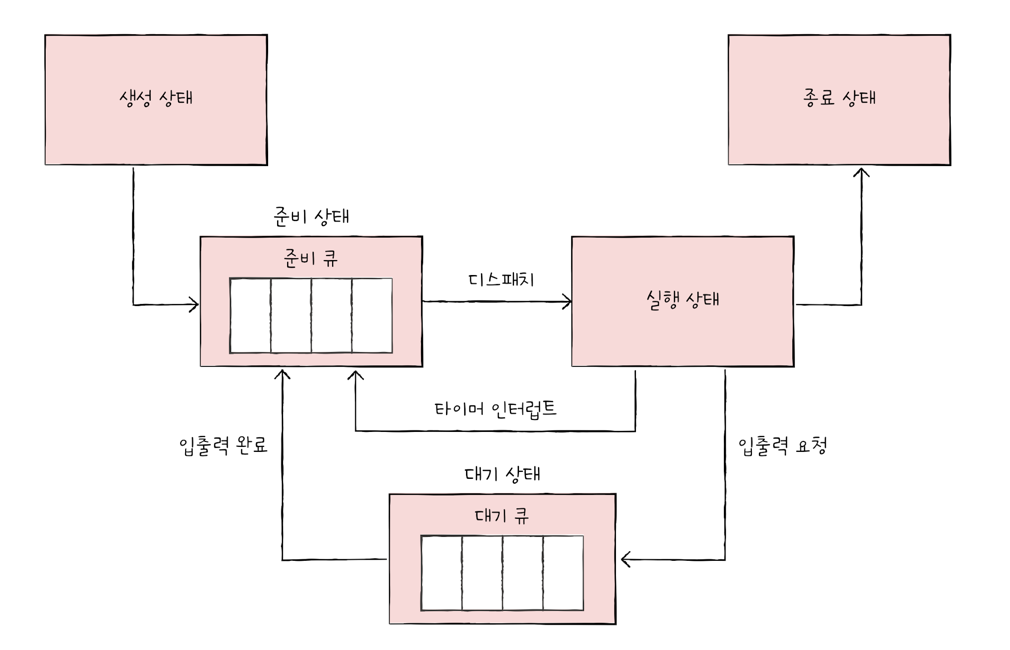 생성 상태
종료 상태
준비 상태
준비 큐
디스패치
실행 상태
타이머 인터럽트
입출력 완료
입출력 요청
대기 상태
대기 큐